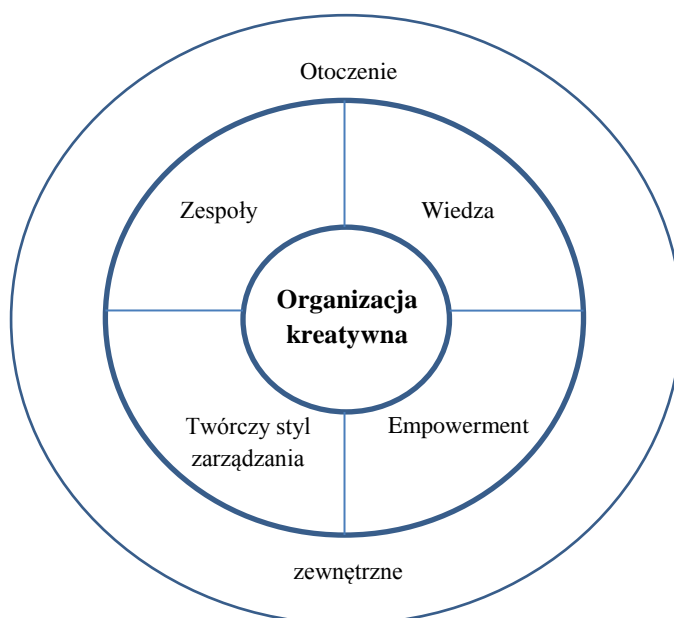 Otoczenie
Zespoły
Wiedza
Organizacja
kreatywna
Twórczy styl
zarządzania
Empowerment
zewnętrzne